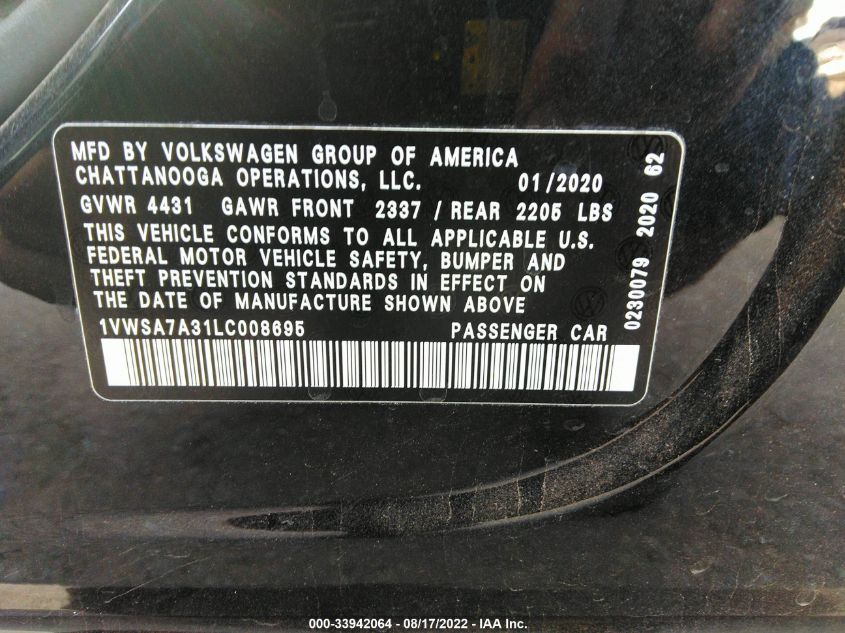 MFD BY VOLKSWAGEN GROUP OF AMERICA
CHATTANOOGA OPERATIONS, LLC. 01/2020
GVWR 4431 GAWR FRONT 2337 / REAR 2205 LBS
THIS VEHICLE CONFORMS TO ALL APPLICABLE U.S.
FEDERAL MOTOR VEHICLE SAFETY, BUMPER AND
THEFT PREVENTION STANDARDS IN EFFECT ON
THE DATE OF MANUFACTURE SHOWN ABOVE
1VWSA7A31LC008695 PASSENGER CAR
0230079 2020 62
000-33942064 - 08/17/2022 - IAA Inc.